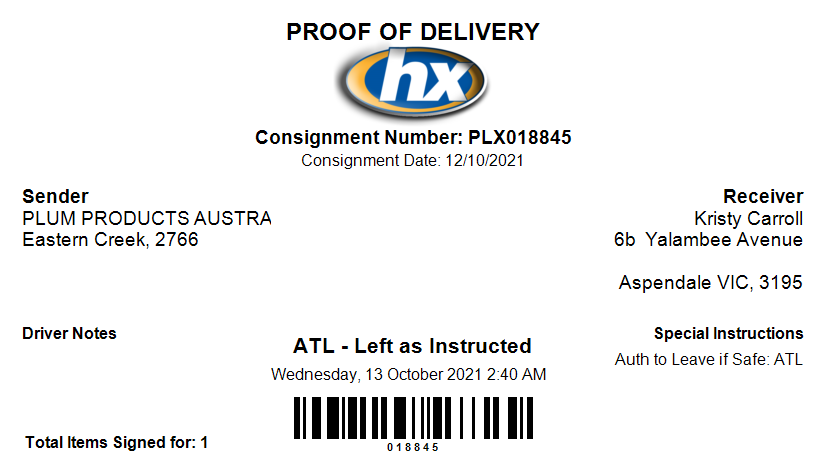 PROOF OF DELIVERY
hx
Consignment Number: PLX018845
Consignment Date: 12/10/2021
Sender
PLUM PRODUCTS AUSTRA
Eastern Creek, 2766
Receiver
Kristy Carroll
6b Yalambee Avenue
Aspendale VIC, 3195
Driver Notes
ATL - Left as Instructed
Wednesday, 13 October 2021 2:40 AM
Special Instructions
Auth to Leave if Safe: ATL
018845
Total Items Signed for: 1